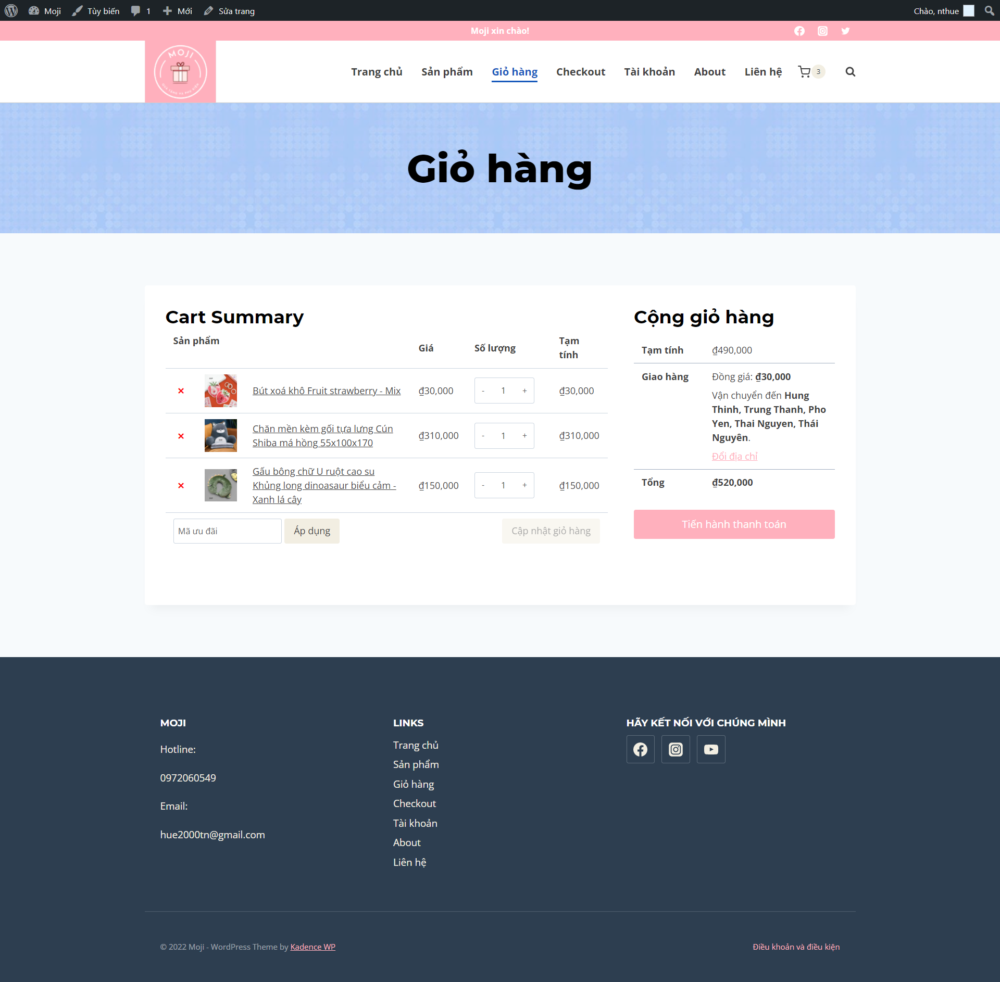 Moji
Tùy biến
1
Mới
Sửa trang
Chào, nthue
Moji xin chào!
MOJI
QUÀ TẶNG VÀ PHỤ KIỆN
Trang chủ
Sản phẩm
Giỏ hàng
Checkout
Tài khoản
About
Liên hệ
3
Giỏ hàng
Cart Summary
Sản phẩm
Giá
Số lượng
Tạm
tính
× Bút xoá khô Fruit strawberry - Mix ₫30,000 - 1 + ₫30,000
× Chăn mền kèm gối tựa lưng Cún
Shiba má hồng 55x100x170
₫310,000 - 1 + ₫310,000
× Gấu bông chữ U ruột cao su
Khủng long dinoasaur biểu cảm -
Xanh lá cây
₫150,000 - 1 + ₫150,000
Mã ưu đãi
Áp dụng
Cập nhật giỏ hàng
Cộng giỏ hàng
Tạm tính ₫490,000
Giao hàng Đồng giá: ₫30,000
Vận chuyển đến Hung
Thinh, Trung Thanh, Pho
Yen, Thai Nguyen, Thái
Nguyên.
Đổi địa chỉ
Tổng ₫520,000
Tiến hành thanh toán
MOJI
Hotline:
0972060549
Email:
hue2000tn@gmail.com
LINKS
Trang chủ
Sản phẩm
Giỏ hàng
Checkout
Tài khoản
About
Liên hệ
HÃY KẾT NỐI VỚI CHÚNG MÌNH
© 2022 Moji - WordPress Theme by Kadence WP
Điều khoản và điều kiện